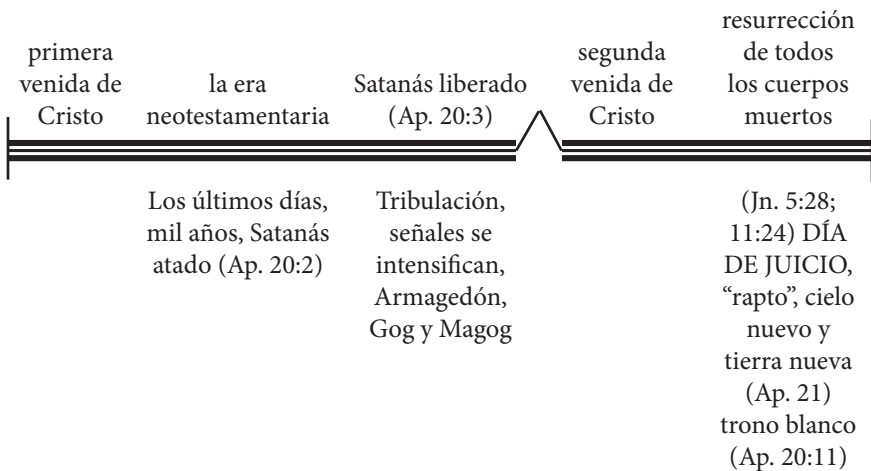 primera
venida de
Cristo
la era
neotestamentaria
Satanás liberado
(Ap. 20:3)
segunda
venida de
Cristo
resurrección
de todos
los cuerpos
muertos
Los últimos días,
mil años, Satanás
atado (Ap. 20:2)
Tribulación,
señales se
intensifican,
Armagedón,
Gog y Magog
(Jn. 5:28;
11:24) DÍA
DE JUICIO,
“rapto”, cielo
nuevo y
tierra nueva
(Ap. 21)
trono blanco
(Ap. 20:11)